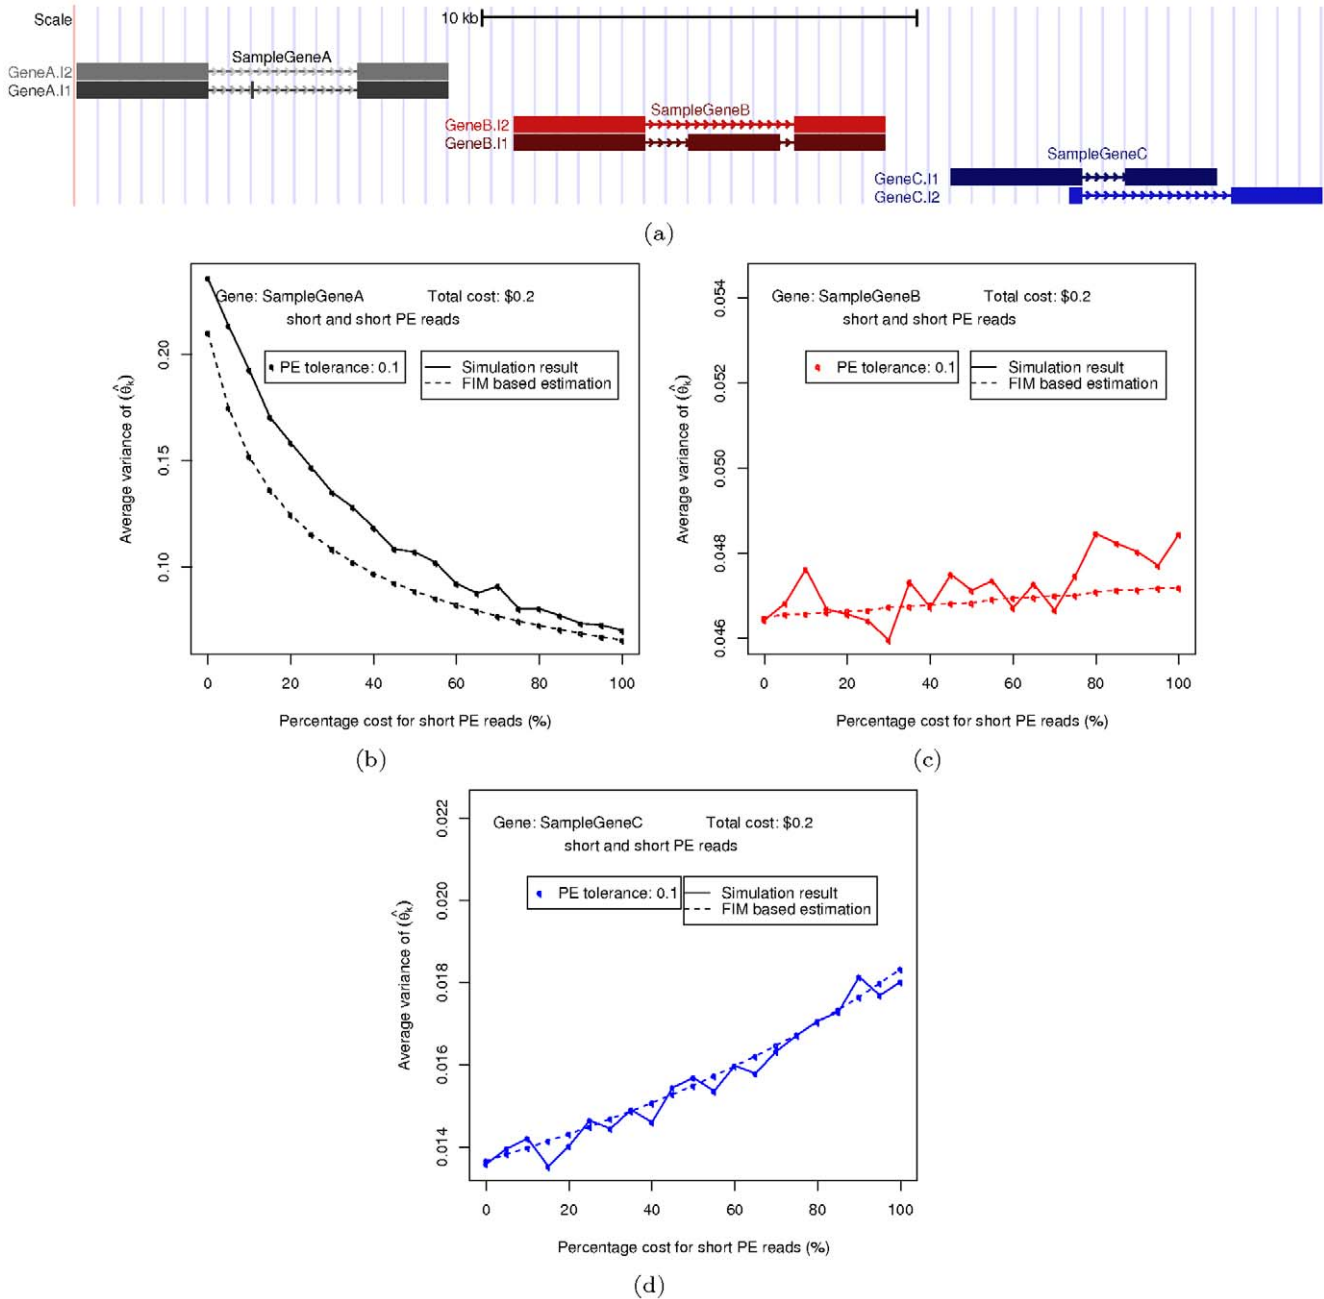 Scale
10 kb
SampleGeneA
GeneA.I2
GeneA.I1
SampleGeneB
GeneB.I2
GeneB.I1
SampleGeneC
GeneC.I1
GeneC.I2
(a)
Gene: SampleGeneA Total cost: $0.2
short and short PE reads
PE tolerance: 0.1
Simulation result
FIM based estimation
Average variance of (θ̂k)
0.20
0.15
0.10
0 20 40 60 80 100
Percentage cost for short PE reads (%)
(b)
Gene: SampleGeneB Total cost: $0.2
short and short PE reads
PE tolerance: 0.1
Simulation result
FIM based estimation
Average variance of (θ̂k)
0.054
0.052
0.050
0.048
0.046
0 20 40 60 80 100
Percentage cost for short PE reads (%)
(c)
Gene: SampleGeneC Total cost: $0.2
short and short PE reads
PE tolerance: 0.1
Simulation result
FIM based estimation
Average variance of (θ̂k)
0.022
0.020
0.018
0.016
0.014
0 20 40 60 80 100
Percentage cost for short PE reads (%)
(d)